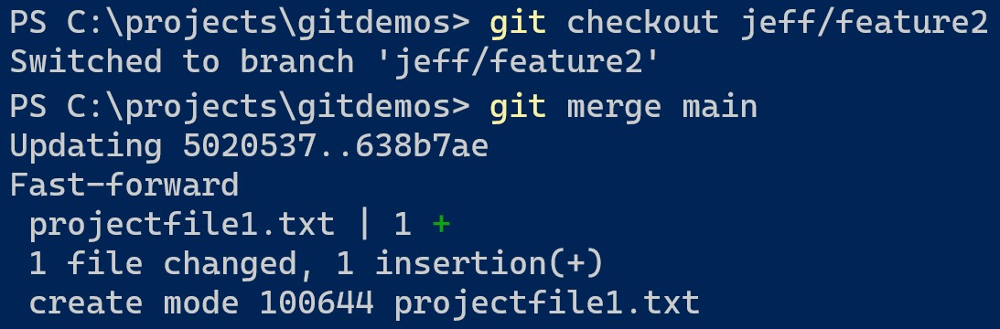 PS C:\projects\gitdemos> git checkout jeff/feature2
Switched to branch 'jeff/feature2'
PS C:\projects\gitdemos> git merge main
Updating 5020537..638b7ae
Fast-forward
 projectfile1.txt | 1 +
 1 file changed, 1 insertion(+)
 create mode 100644 projectfile1.txt